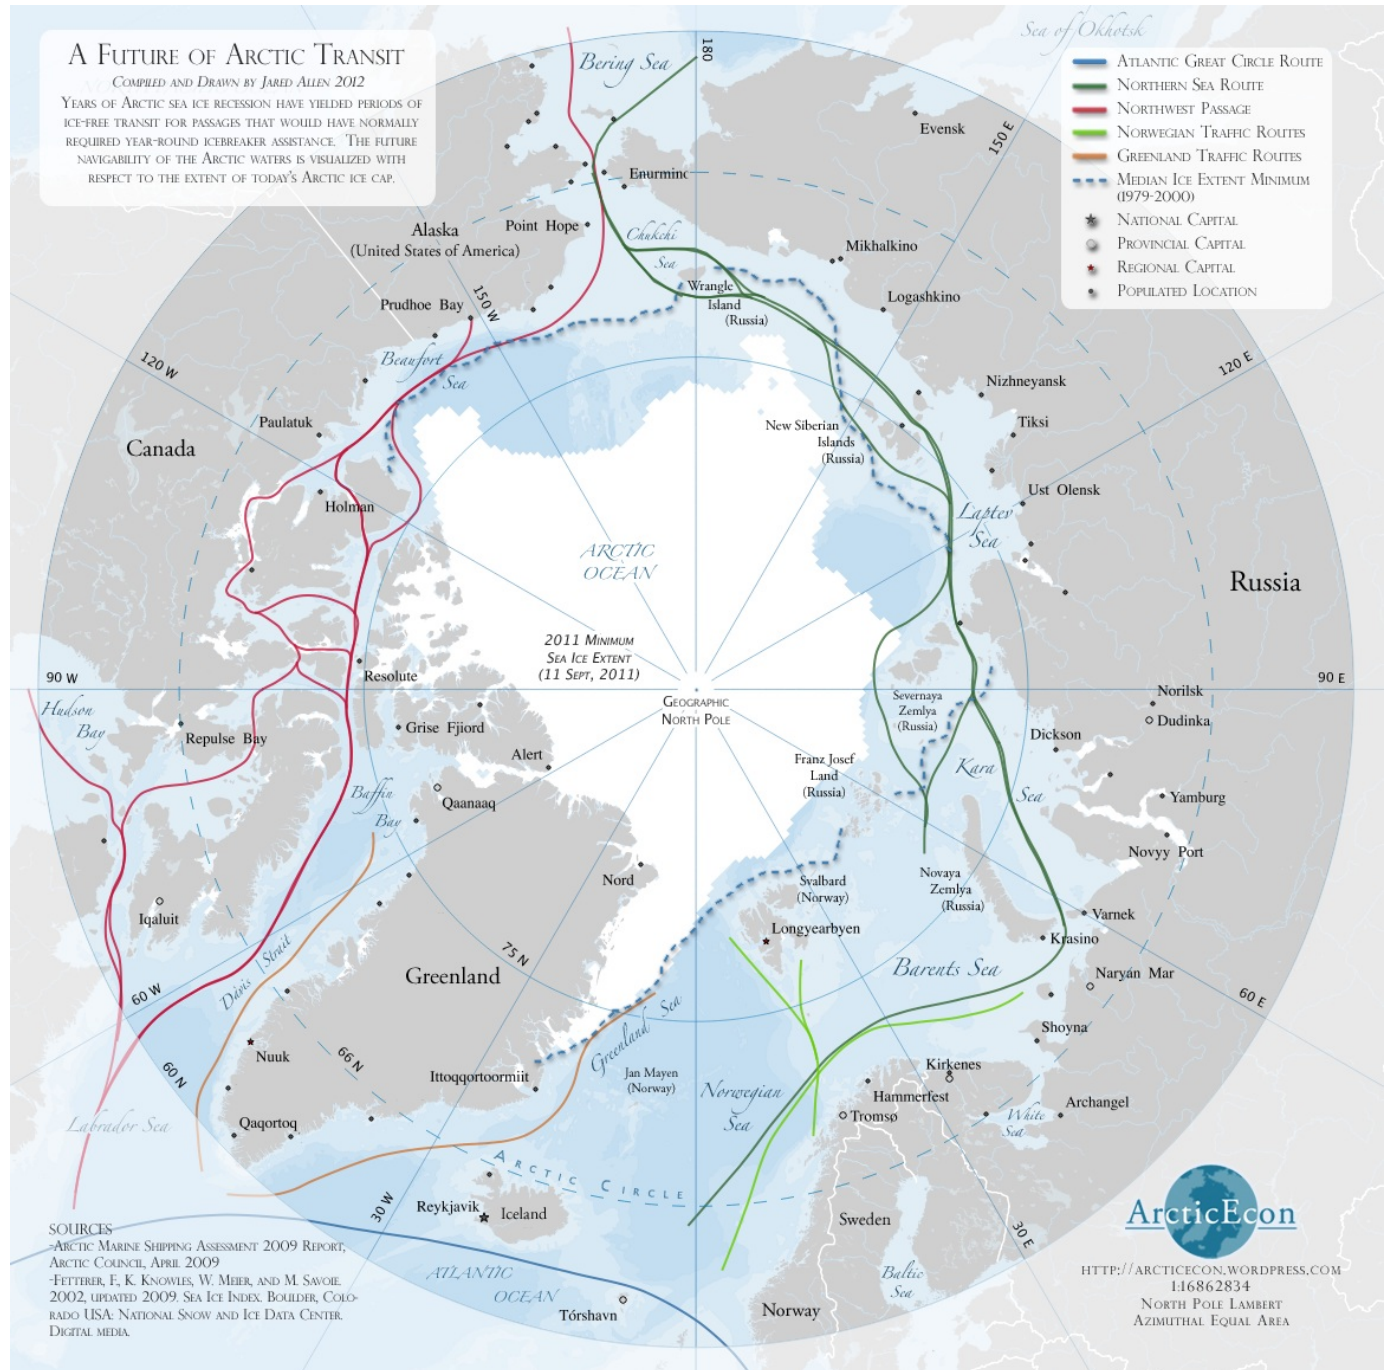 A Future of Arctic Transit
Compiled and Drawn by Jared Allen 2012
Years of Arctic sea ice recession have yielded periods of
ice-free transit for passages that would have normally
required year-round icebreaker assistance. The future
navigability of the Arctic waters is visualized with
respect to the extent of today's Arctic ice cap.
Atlantic Great Circle Route
Northern Sea Route
Northwest Passage
Norwegian Traffic Routes
Greenland Traffic Routes
Median Ice Extent Minimum
(1979-2000)
National Capital
Provincial Capital
Regional Capital
Populated Location
Sea of Okhotsk
Bering Sea
180
Evensk
150 E
Enurminc
Point Hope
Alaska
(United States of America)
Chukchi
Sea
Mikhalkino
Wrangle
Island
(Russia)
Logashkino
Prudhoe Bay
150 W
Beaufort
Sea
120 W
120 E
Nizhneyansk
Tiksi
Paulatuk
Canada
New Siberian
Islands
(Russia)
Holman
Ust Olensk
Laptev
Sea
ARCTIC
OCEAN
Russia
2011 Minimum
Sea Ice Extent
(11 Sept, 2011)
Resolute
90 W
90 E
Geographic
North Pole
Severnaya
Zemlya
(Russia)
Norilsk
Dudinka
Hudson
Bay
Repulse Bay
Grise Fjiord
Alert
Dickson
Franz Josef
Land
(Russia)
Kara
Sea
Baffin
Bay
Qaanaaq
Yamburg
Novyy Port
Nord
Svalbard
(Norway)
Novaya
Zemlya
(Russia)
Iqaluit
Varnek
Longyearbyen
Krasino
Davis Strait
75 N
Greenland
Barents Sea
Naryan Mar
60 W
60 E
Greenland Sea
Shoyna
Nuuk
66 N
60 N
Ittoqqortoormiit
Jan Mayen
(Norway)
Norwegian
Sea
Kirkenes
Hammerfest
Tromsø
White
Sea
Archangel
Labrador Sea
Qaqortoq
Arctic Circle
Reykjavik
Iceland
30 W
Sweden
30 E
ArcticEcon
Sources
-Arctic Marine Shipping Assessment 2009 Report,
Arctic Council, April 2009
-Fetterer, F., K. Knowles, W. Meier, and M. Savoie.
2002, updated 2009. Sea Ice Index. Boulder, Colo-
rado USA: National Snow and Ice Data Center.
Digital media.
ATLANTIC
OCEAN
Tórshavn
Norway
Baltic
Sea
http://arcticecon.wordpress.com
1:16862834
North Pole Lambert
Azimuthal Equal Area